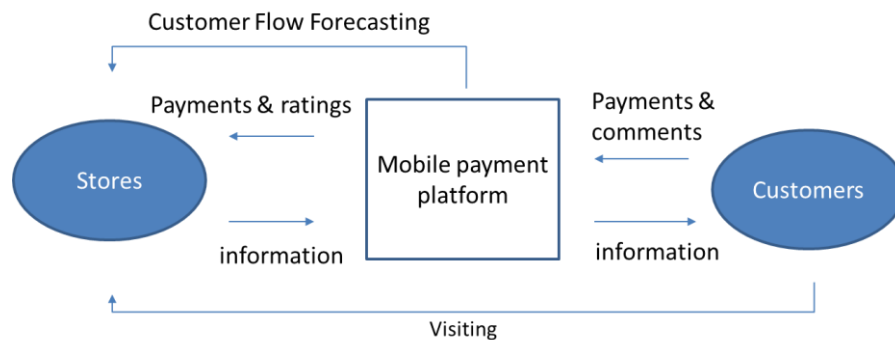 Customer Flow Forecasting
Payments & ratings
Payments &
comments
Mobile payment
platform
Stores
Customers
information
information
Visiting